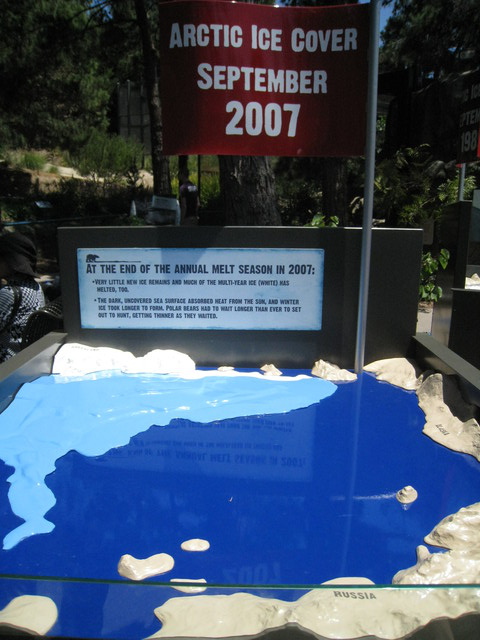 ARCTIC ICE COVER
SEPTEMBER
2007
AT THE END OF THE ANNUAL MELT SEASON IN 2007:
•VERY LITTLE NEW ICE REMAINS AND MUCH OF THE MULTI-YEAR ICE (WHITE) HAS
MELTED, TOO.
• THE DARK, UNCOVERED SEA SURFACE ABSORBED HEAT FROM THE SUN, AND WINTER
ICE TOOK LONGER TO FORM. POLAR BEARS HAD TO WAIT LONGER THAN EVER TO SET
OUT TO HUNT, GETTING THINNER AS THEY WAITED.
RUSSIA